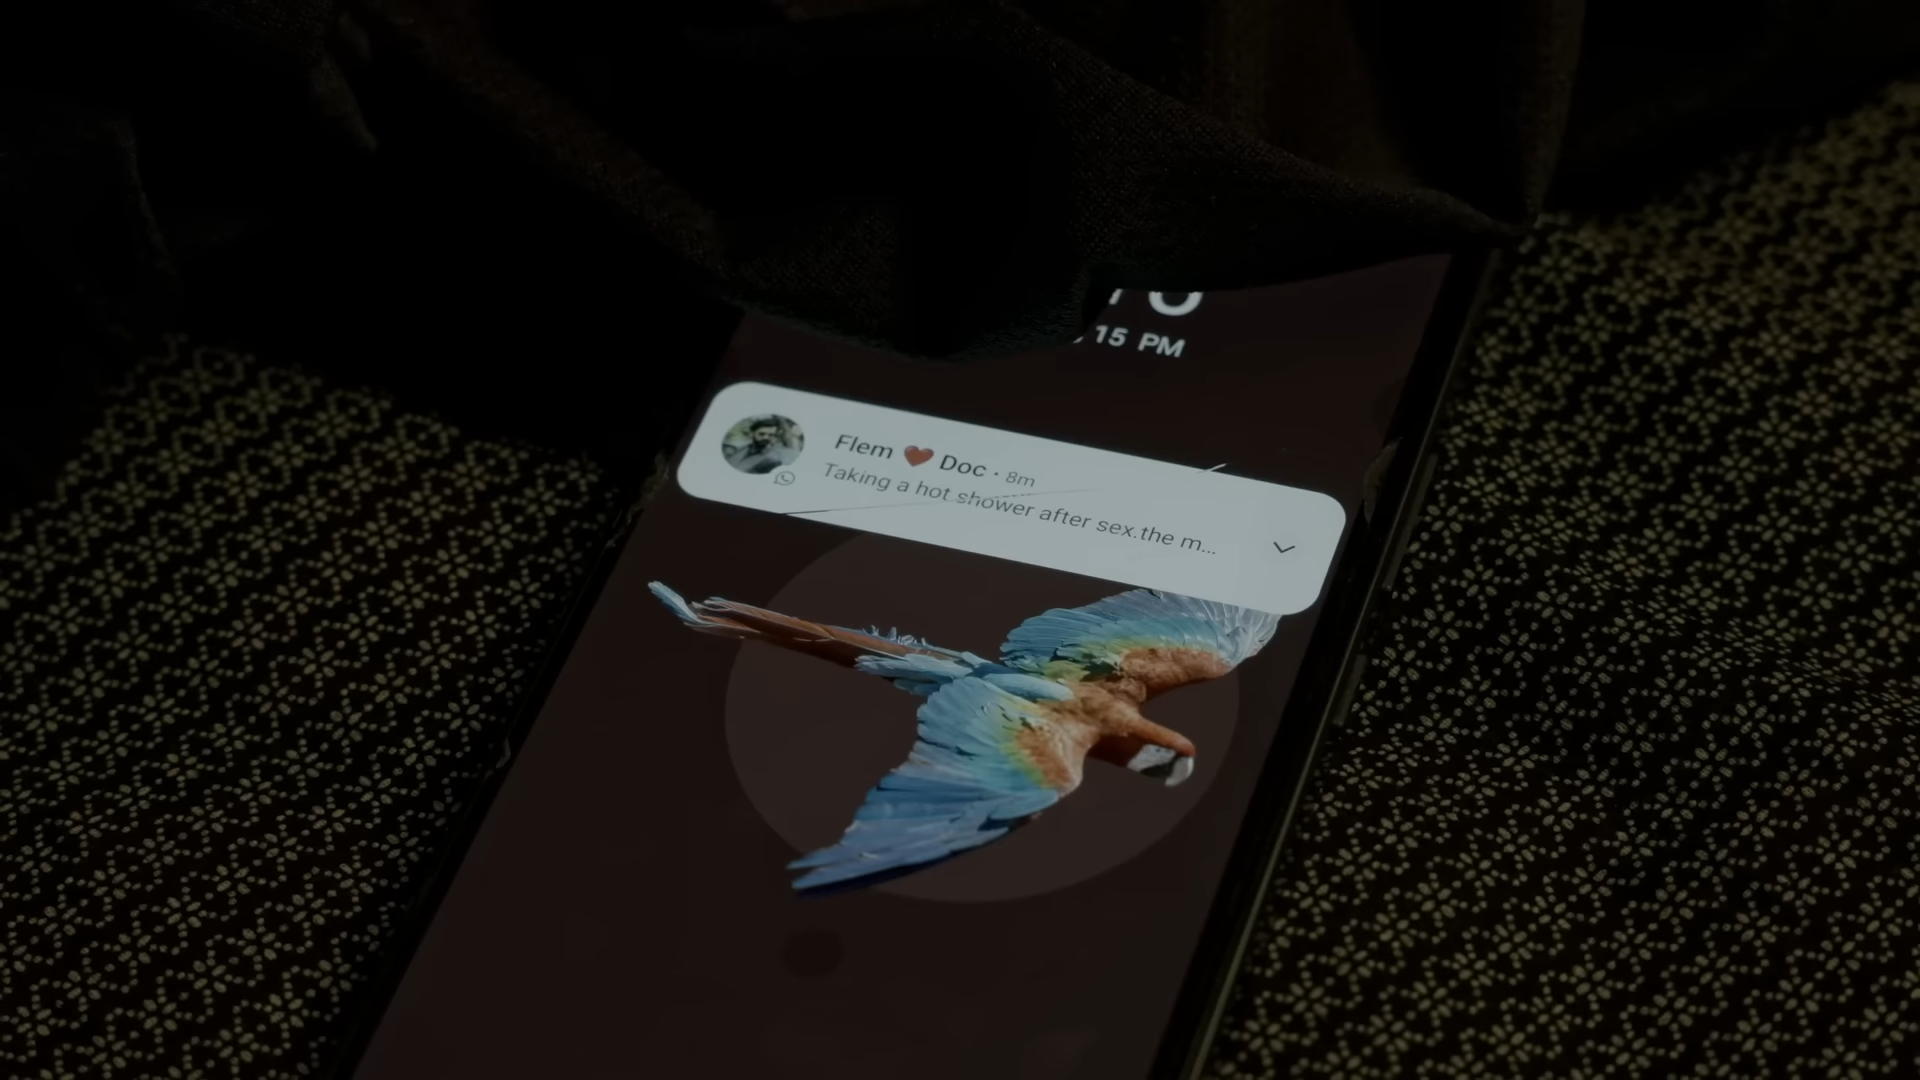 15 PM
Flem ❤️ Doc · 8m
Taking a hot shower after sex.the m...